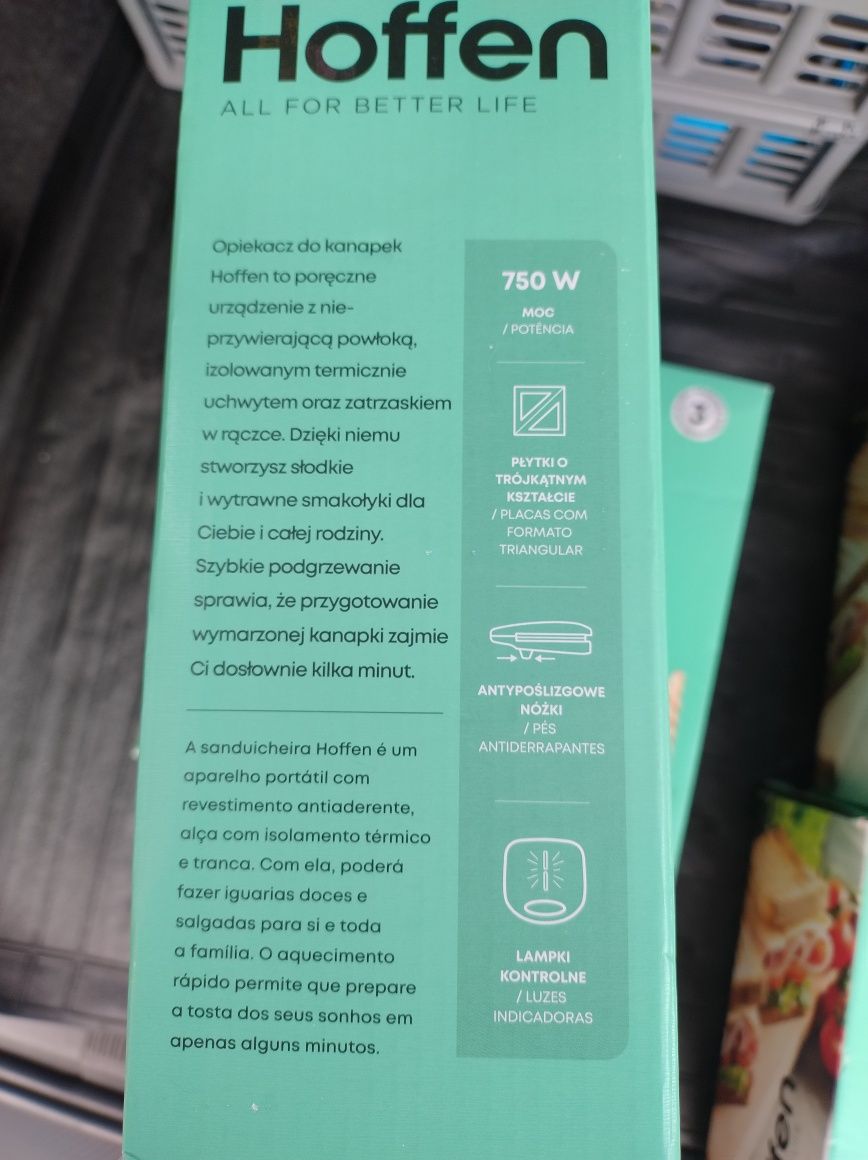 Hoffen
ALL FOR BETTER LIFE
Opiekacz do kanapek
Hoffen to poręczne
urządzenie z nie-
przywierającą powłoką,
izolowanym termicznie
uchwytem oraz zatrzaskiem
w rączce. Dzięki niemu
stworzysz słodkie
i wytrawne smakołyki dla
Ciebie i całej rodziny.
Szybkie podgrzewanie
sprawia, że przygotowanie
wymarzonej kanapki zajmie
Ci dosłownie kilka minut.
A sanduicheira Hoffen é um
aparelho portátil com
revestimento antiaderente,
alça com isolamento térmico
e tranca. Com ela, poderá
fazer iguarias doces e
salgadas para si e toda
a família. O aquecimento
rápido permite que prepare
a tosta dos seus sonhos em
apenas alguns minutos.
750 W
MOC
/ POTÊNCIA
PŁYTKI O
TRÓJKĄTNYM
KSZTAŁCIE
/ PLACAS COM
FORMATO
TRIANGULAR
ANTYPOŚLIZGOWE
NÓŻKI
/ PÉS
ANTIDERRAPANTES
LAMPKI
KONTROLNE
/ LUZES
INDICADORAS
3